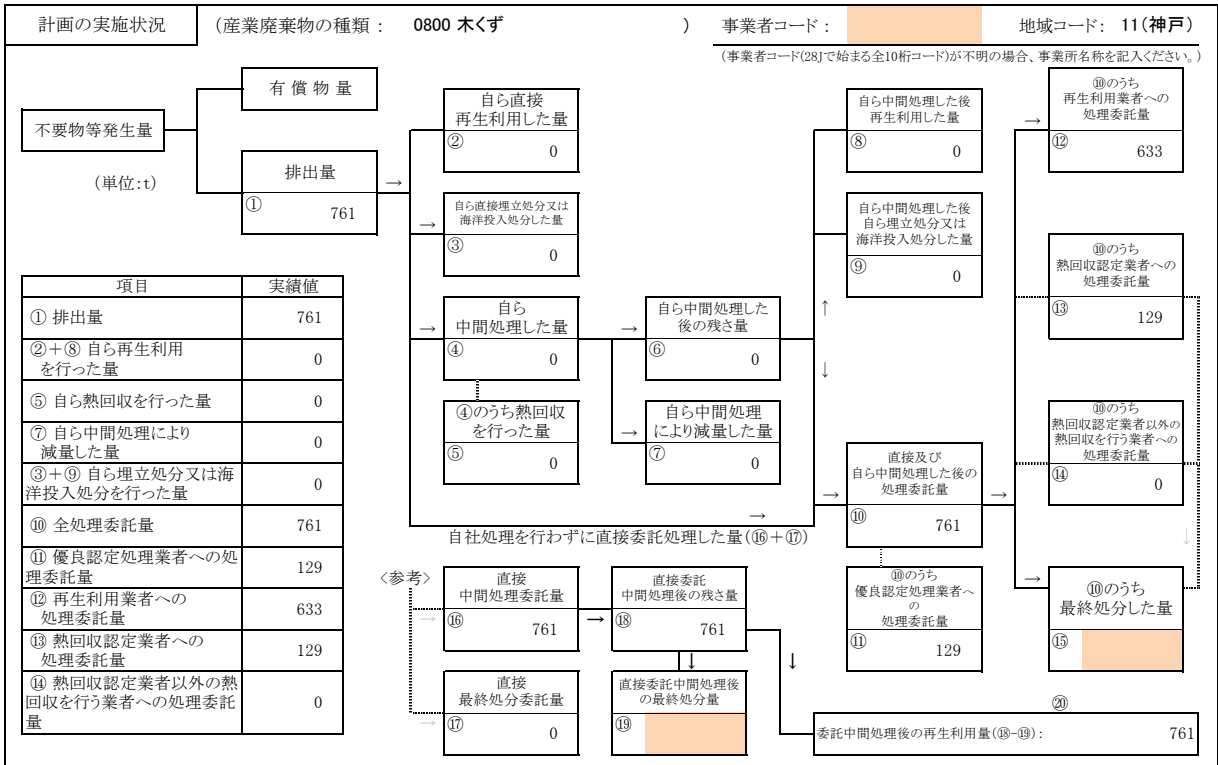 計画の実施状況 (産業廃棄物の種類 : 0800 木くず ) 事業者コード : 地域コード: 11(神戸)
(事業者コード(28Jで始まる全10桁コード)が不明の場合、事業所名称を記入ください。)
不要物等発生量
(単位:t)
有 償 物 量
排出量
① 761
→
自ら直接
再生利用した量
② 0
→
自ら直接埋立処分又は
海洋投入処分した量
③ 0
→
自ら
中間処理した量
④ 0
④のうち熱回収
を行った量
⑤ 0
→
自ら中間処理した
後の残さ量
⑥ 0
→
自ら中間処理
により減量した量
⑦ 0
自ら中間処理した後
再生利用した量
⑧ 0
自ら中間処理した後
自ら埋立処分又は
海洋投入処分した量
⑨ 0
↑
↓
→
自社処理を行わずに直接委託処理した量(⑯+⑰)
→
直接及び
自ら中間処理した後の
処理委託量
⑩ 761
→
⑩のうち
優良認定処理業者へ
の
処理委託量
⑪ 129
→
⑩のうち
再生利用業者への
処理委託量
⑫ 633
⑩のうち
熱回収認定業者への
処理委託量
⑬ 129
⑩のうち
熱回収認定業者以外の
熱回収を行う業者への
処理委託量
⑭ 0
↓
→
⑩のうち
最終処分した量
⑮
項目 実績値
① 排出量 761
②+⑧ 自ら再生利用
を行った量 0
⑤ 自ら熱回収を行った量 0
⑦ 自ら中間処理により
減量した量 0
③+⑨ 自ら埋立処分又は海
洋投入処分を行った量 0
⑩ 全処理委託量 761
⑪ 優良認定処理業者への処
理委託量 129
⑫ 再生利用業者への
処理委託量 633
⑬ 熱回収認定業者への
処理委託量 129
⑭ 熱回収認定業者以外の熱
回収を行う業者への処理委託
量 0
〈参考〉
→
直接
中間処理委託量
⑯ 761
→
直接委託
中間処理後の残さ量
⑱ 761
→
直接
最終処分委託量
⑰ 0
↓
直接委託中間処理後
の最終処分量
⑲
↓
⑳
委託中間処理後の再生利用量(⑱-⑲): 761